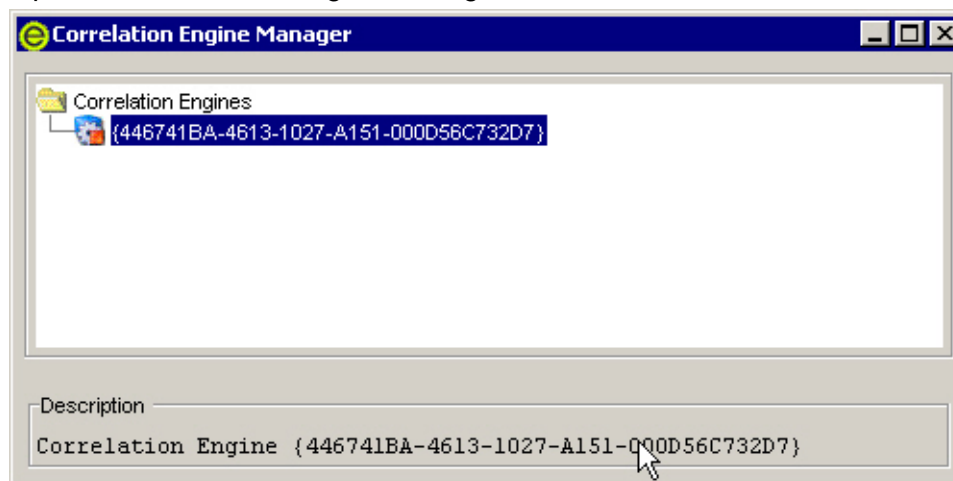 Correlation Engine Manager
Correlation Engines
{446741BA-4613-1027-A151-000D56C732D7}
Description
Correlation Engine {446741BA-4613-1027-A151-000D56C732D7}